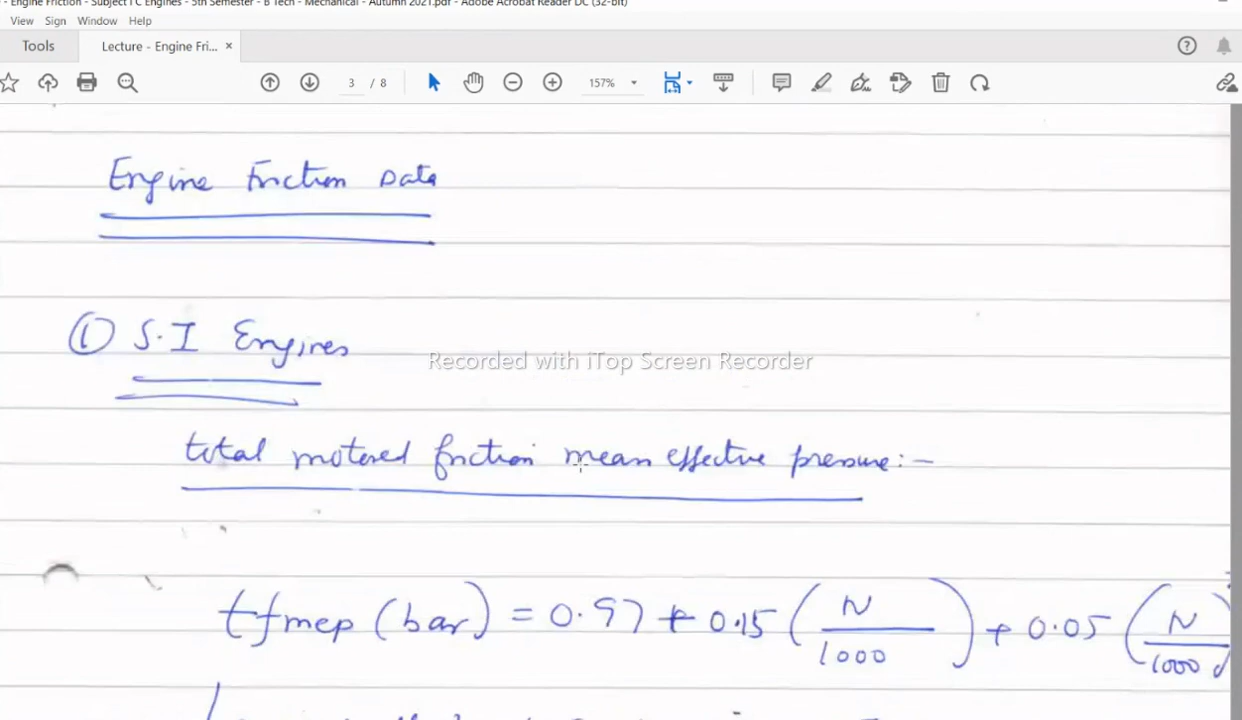 - Engine Friction - Subject I C Engines - 5th Semester - B Tech - Mechanical - Autumn 2021.pdf - Adobe Acrobat Reader DC (32-bit)
View Sign Window Help
Tools Lecture - Engine Fri... ×
3 / 8 157%
Engine Friction Data
① S.I Engines
Recorded with iTop Screen Recorder
total motored friction mean effective pressure:-
tfmep (bar) = 0.97 + 0.15 (N/1000) + 0.05 (N/1000)